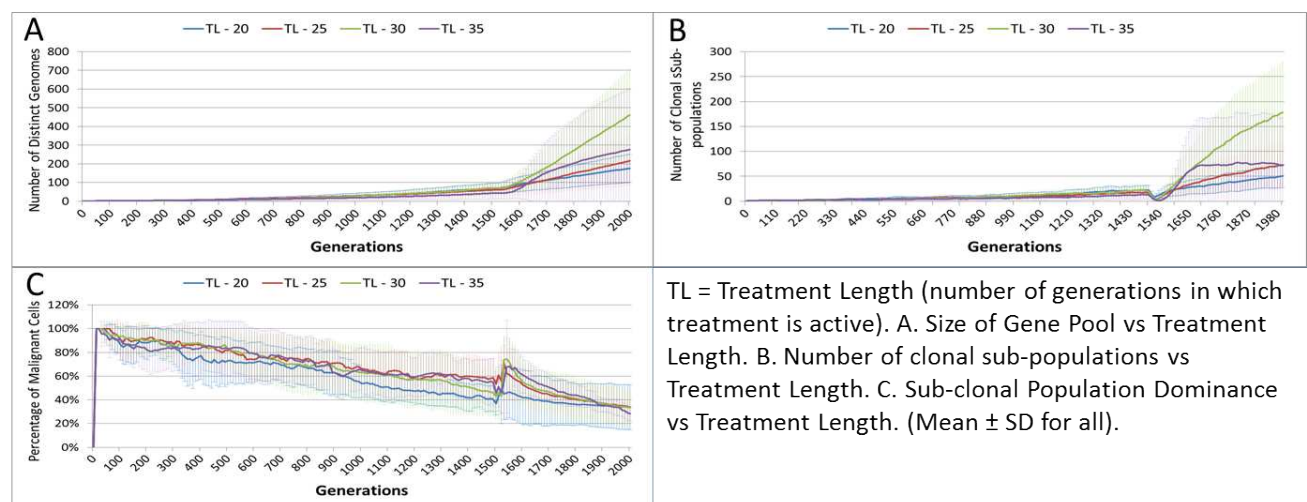 A
TL - 20 TL - 25 TL - 30 TL - 35
Number of Distinct Genomes
800
700
600
500
400
300
200
100
0
0 100 200 300 400 500 600 700 800 900 1000 1100 1200 1300 1400 1500 1600 1700 1800 1900 2000
Generations
B
TL - 20 TL - 25 TL - 30 TL - 35
Number of Clonal sSub-
populations
300
250
200
150
100
50
0
0 110 220 330 440 550 660 770 880 990 1100 1210 1320 1430 1540 1650 1760 1870 1980
Generations
C
TL - 20 TL - 25 TL - 30 TL - 35
Percentage of Malignant Cells
120%
100%
80%
60%
40%
20%
0%
0 100 200 300 400 500 600 700 800 900 1000 1100 1200 1300 1400 1500 1600 1700 1800 1900 2000
Generations
TL = Treatment Length (number of generations in which
treatment is active). A. Size of Gene Pool vs Treatment
Length. B. Number of clonal sub-populations vs
Treatment Length. C. Sub-clonal Population Dominance
vs Treatment Length. (Mean ± SD for all).